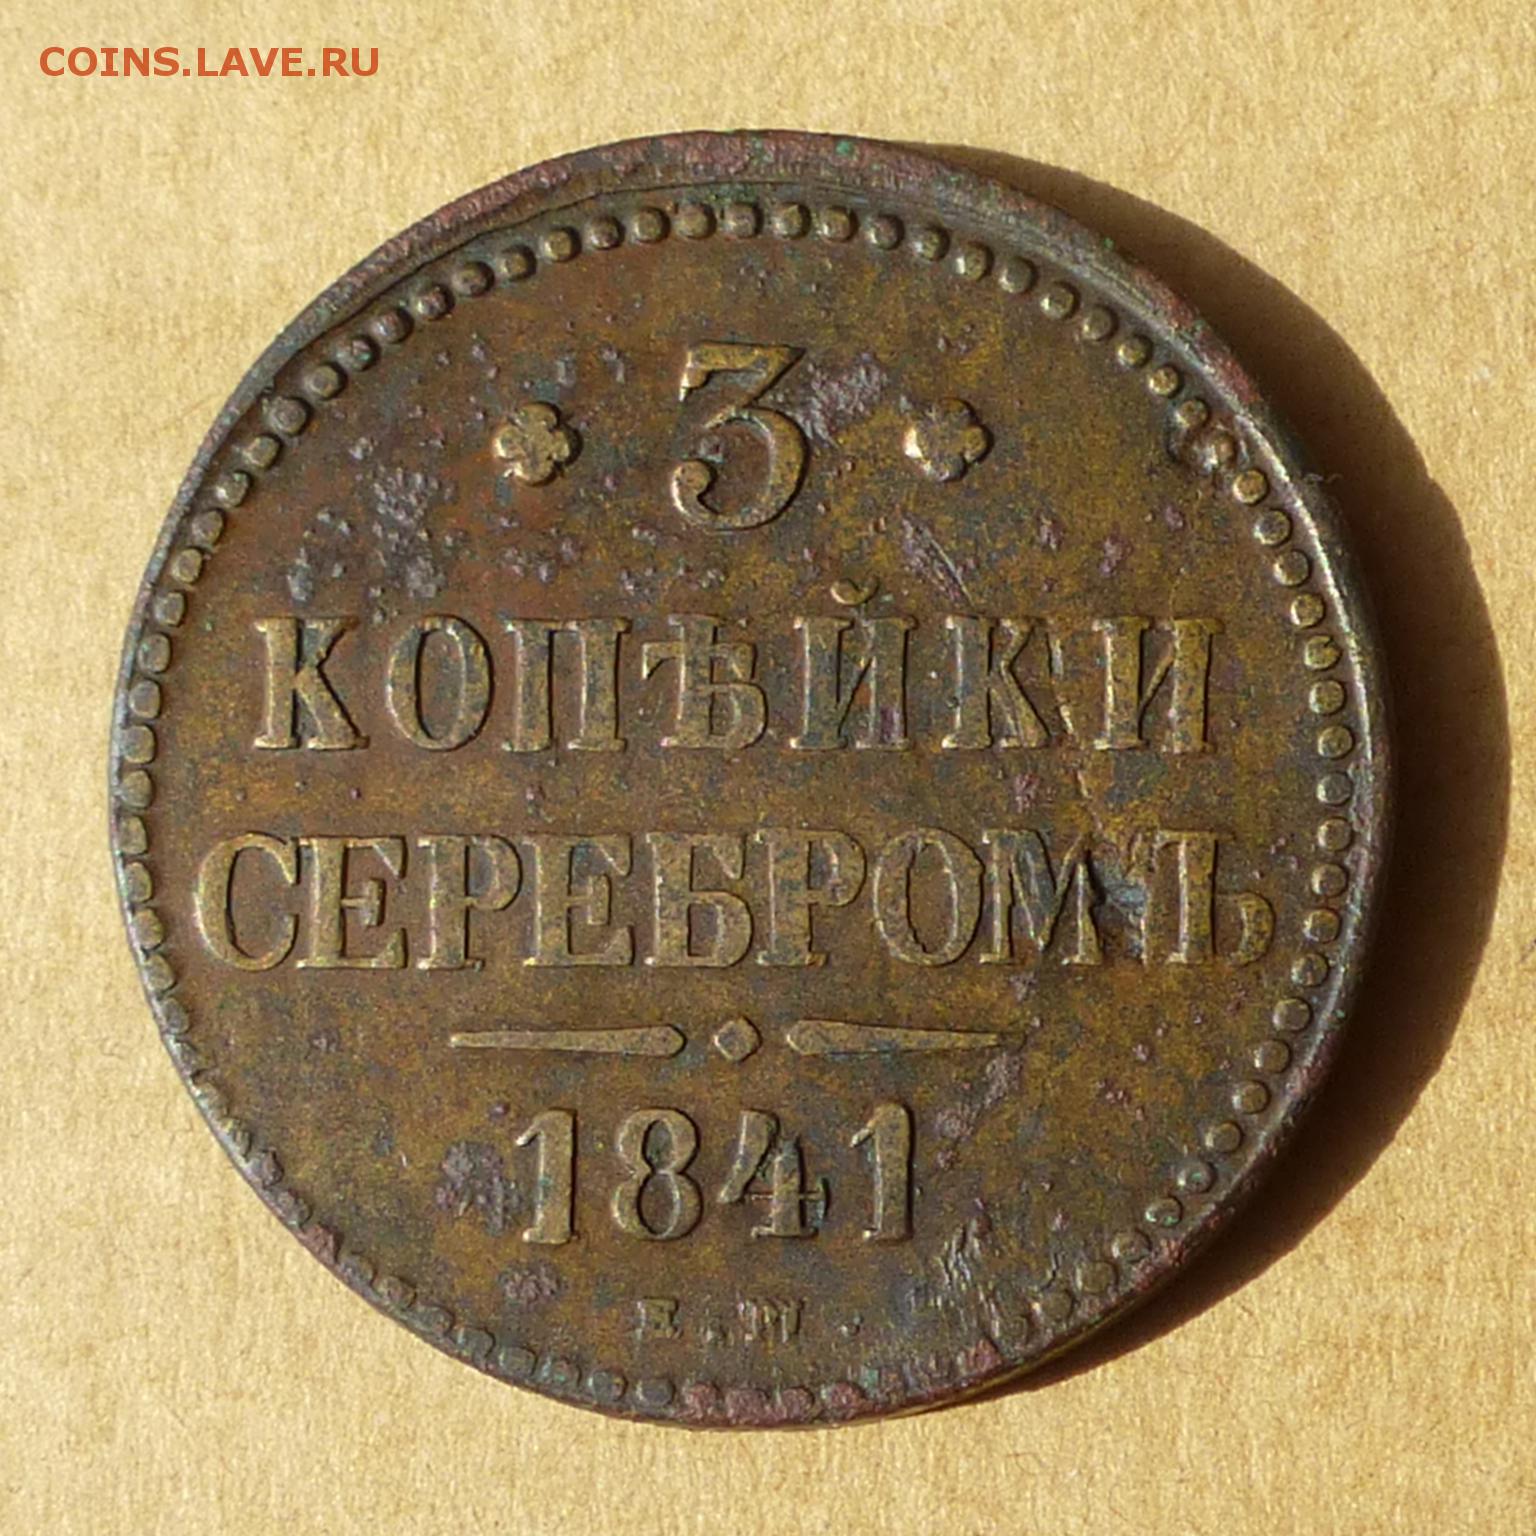 COINS.LAVE.RU
3
КОПѢЙКИ
СЕРЕБРОМЪ
1841
Е.М.